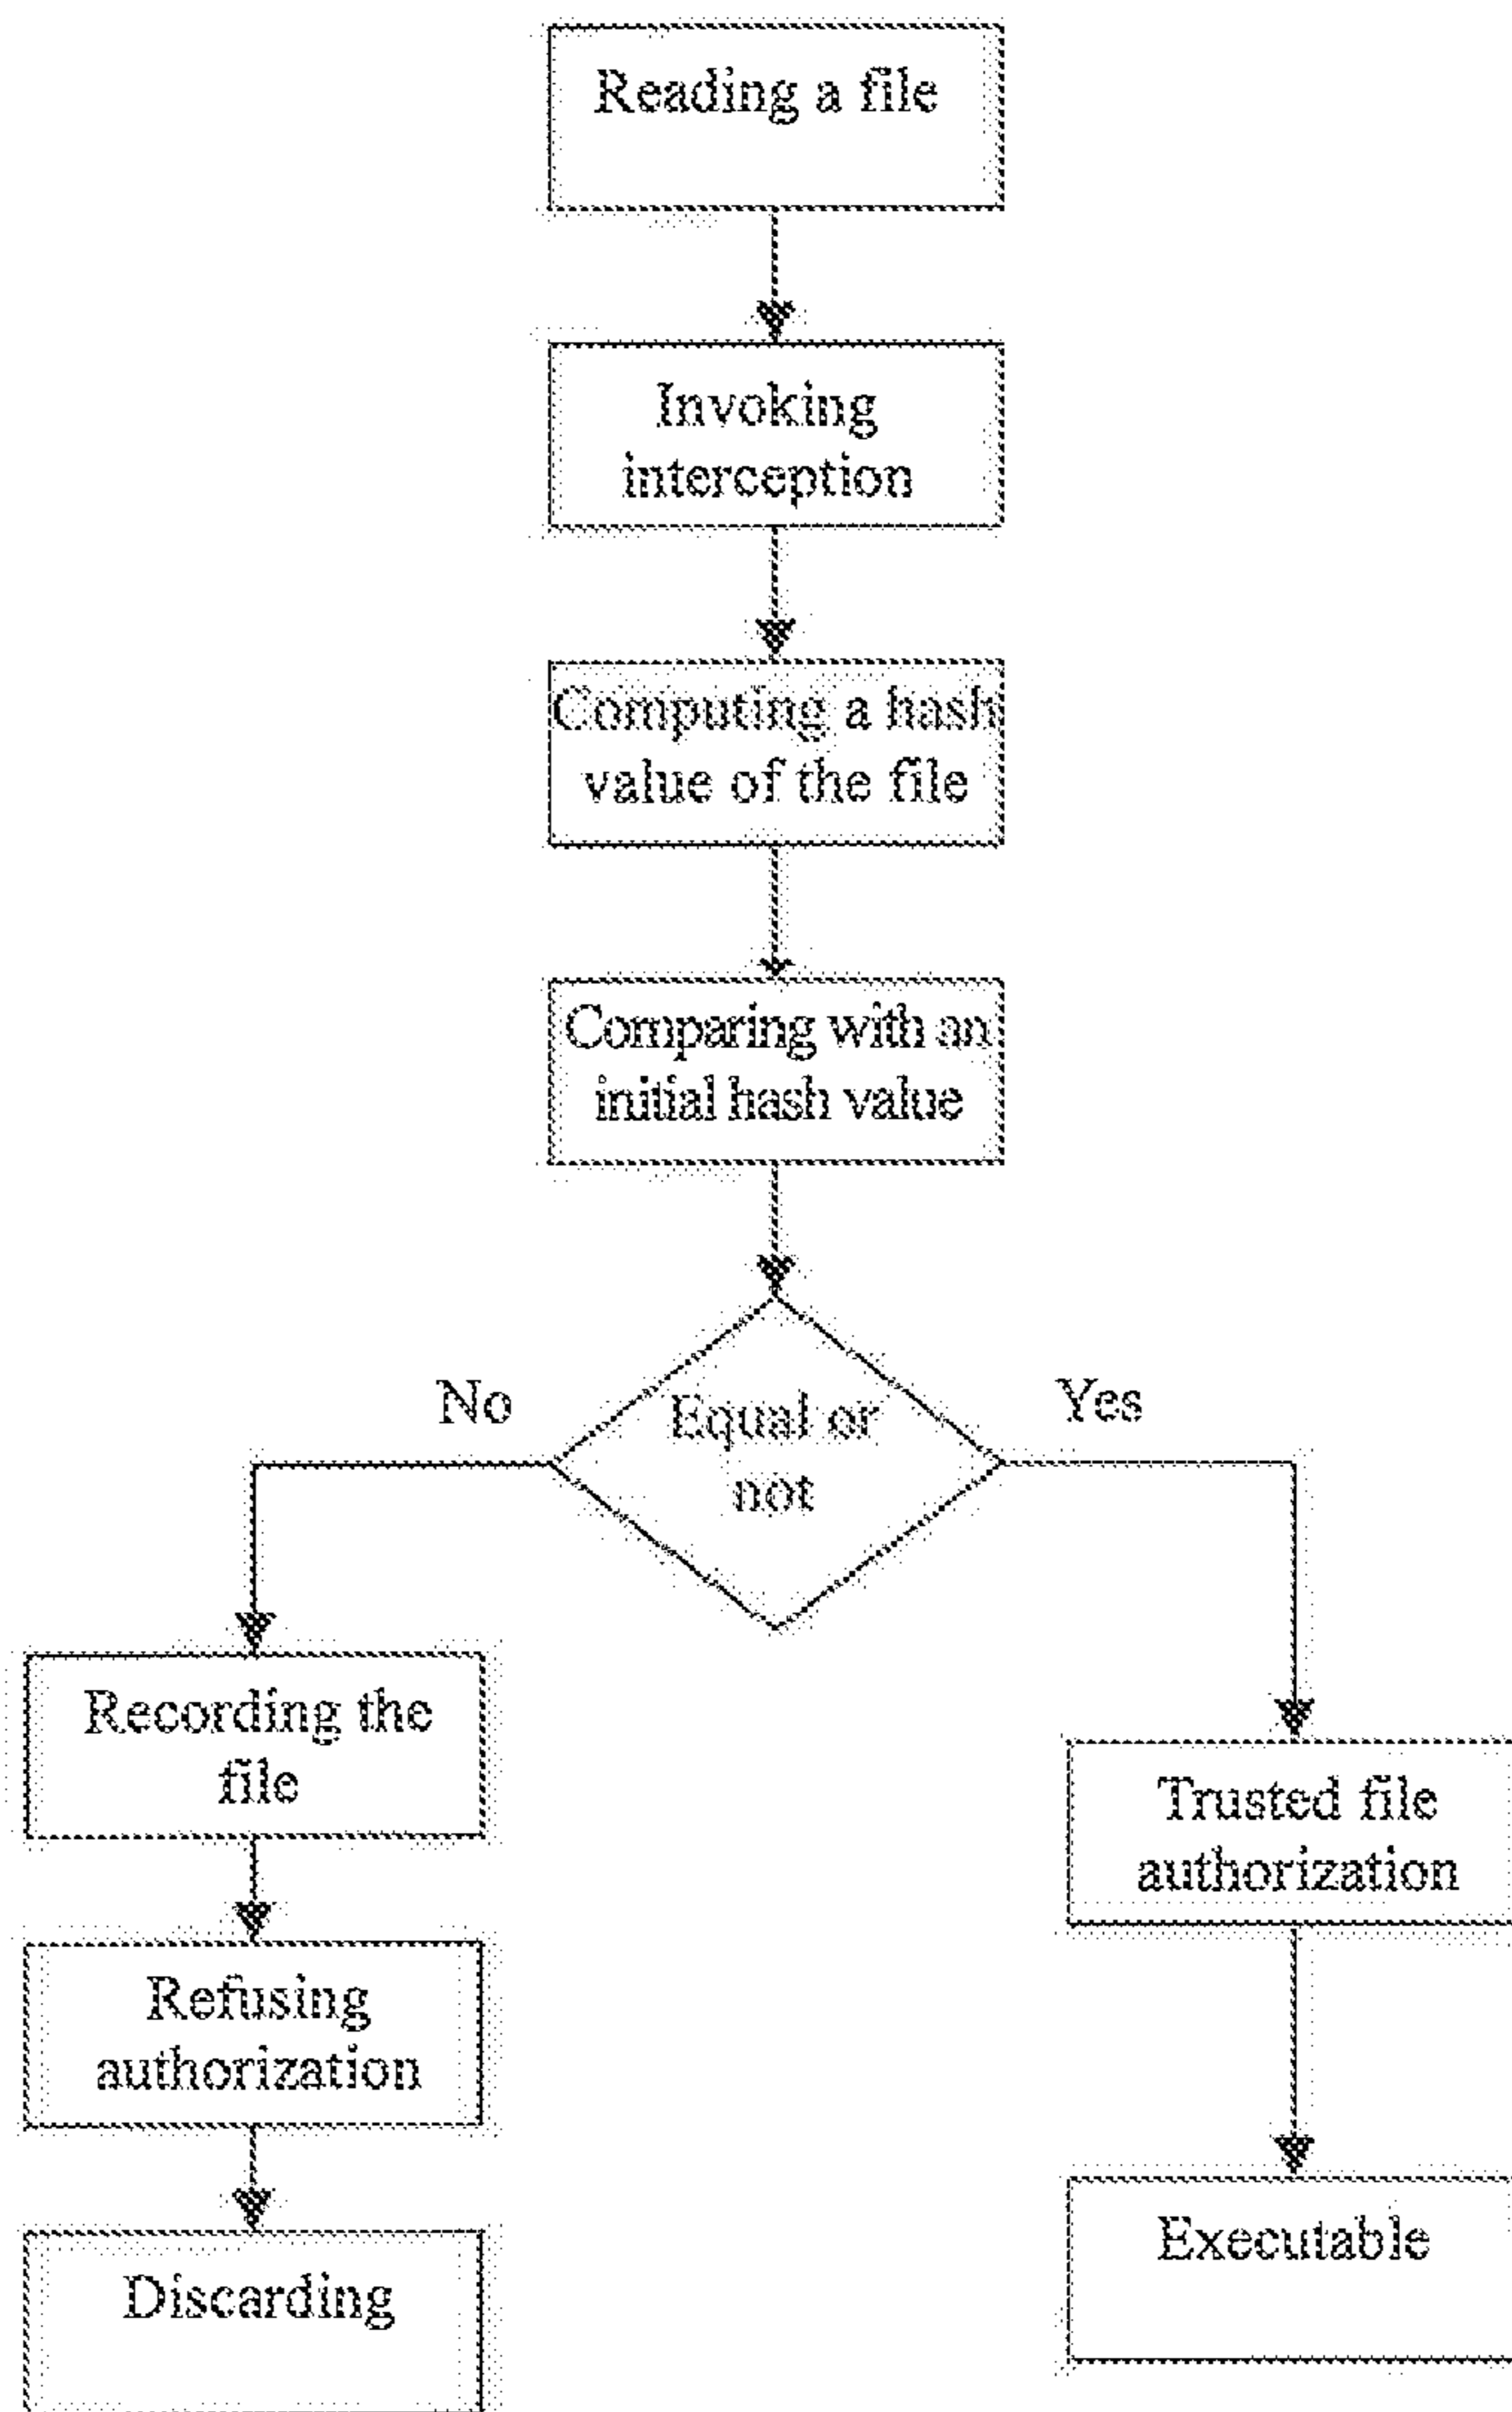 Reading a file
Invoking
interception
Computing a hash
value of the file
Comparing with an
initial hash value
No
Equal or
not
Yes
Recording the
file
Trusted file
authorization
Refusing
authorization
Executable
Discarding